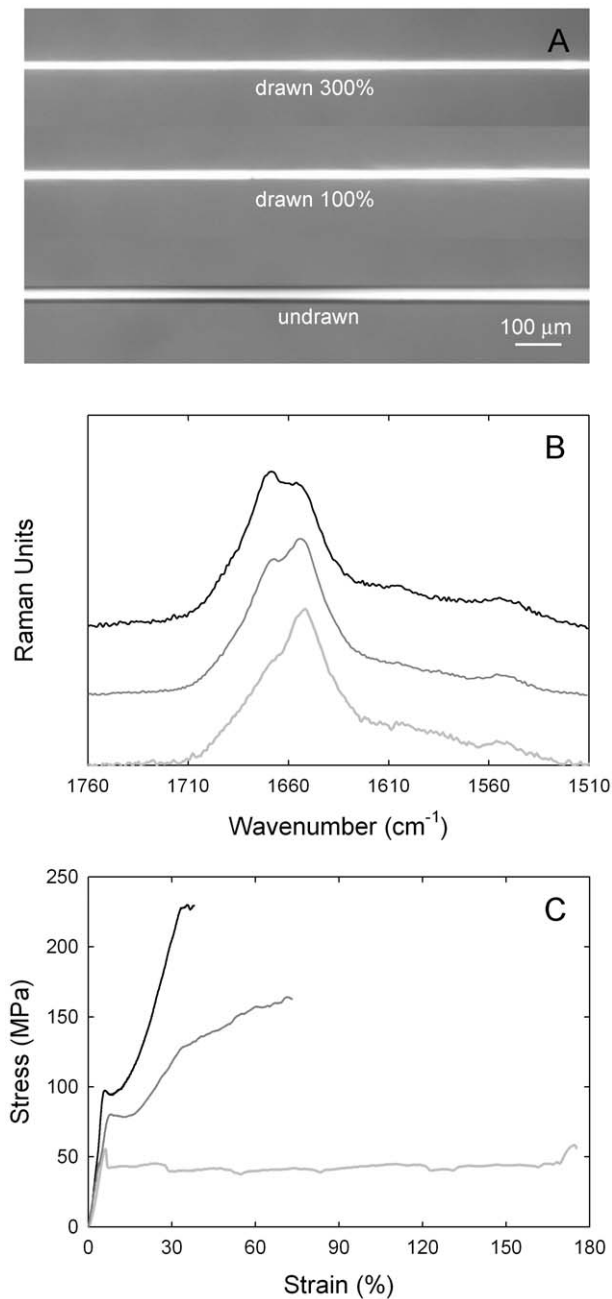 A
drawn 300%
drawn 100%
undrawn
100 μm
B
Raman Units
1760 1710 1660 1610 1560 1510
Wavenumber (cm⁻¹)
C
250
200
150
100
50
0
Stress (MPa)
0 30 60 90 120 150 180
Strain (%)